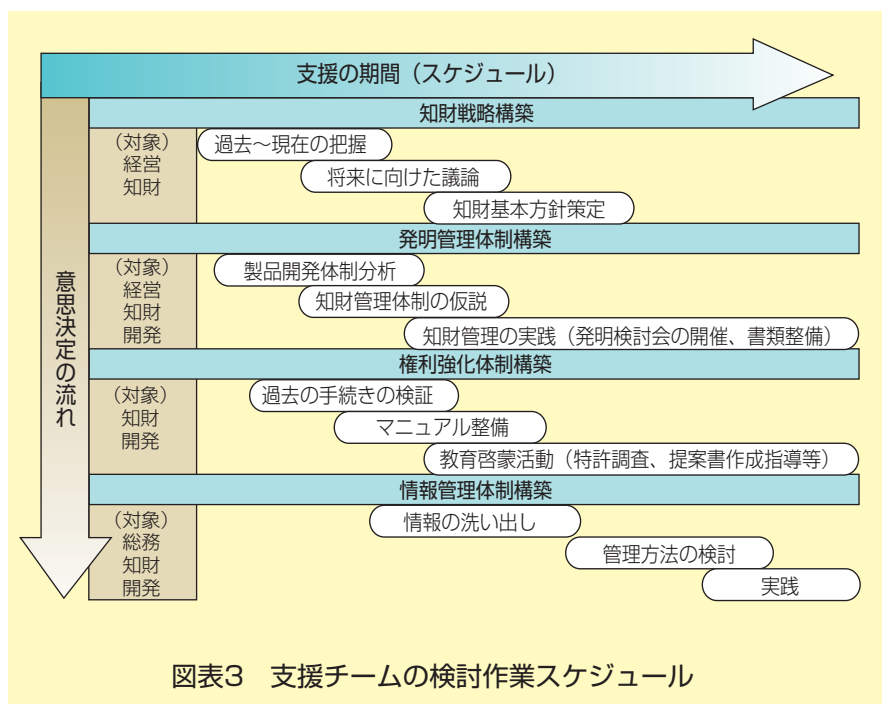 支援の期間（スケジュール）
意思決定の流れ
知財戦略構築
（対象）
経営
知財
過去～現在の把握
将来に向けた議論
知財基本方針策定
発明管理体制構築
（対象）
経営
知財
開発
製品開発体制分析
知財管理体制の仮説
知財管理の実践（発明検討会の開催、書類整備）
権利強化体制構築
（対象）
知財
開発
過去の手続きの検証
マニュアル整備
教育啓蒙活動（特許調査、提案書作成指導等）
情報管理体制構築
（対象）
総務
知財
開発
情報の洗い出し
管理方法の検討
実践
図表3　支援チームの検討作業スケジュール